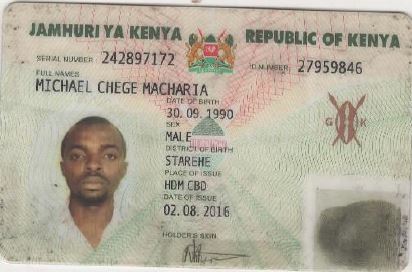 JAMHURI YA KENYA REPUBLIC OF KENYA
SERIAL NUMBER: 242897172 ID NUMBER: 27959846
FULL NAMES
MICHAEL CHEGE MACHARIA
DATE OF BIRTH
30. 09. 1990
SEX
MALE
DISTRICT OF BIRTH
STAREHE
PLACE OF ISSUE
HDM CBD
DATE OF ISSUE
02. 08. 2016
G K
HOLDER'S SIGN